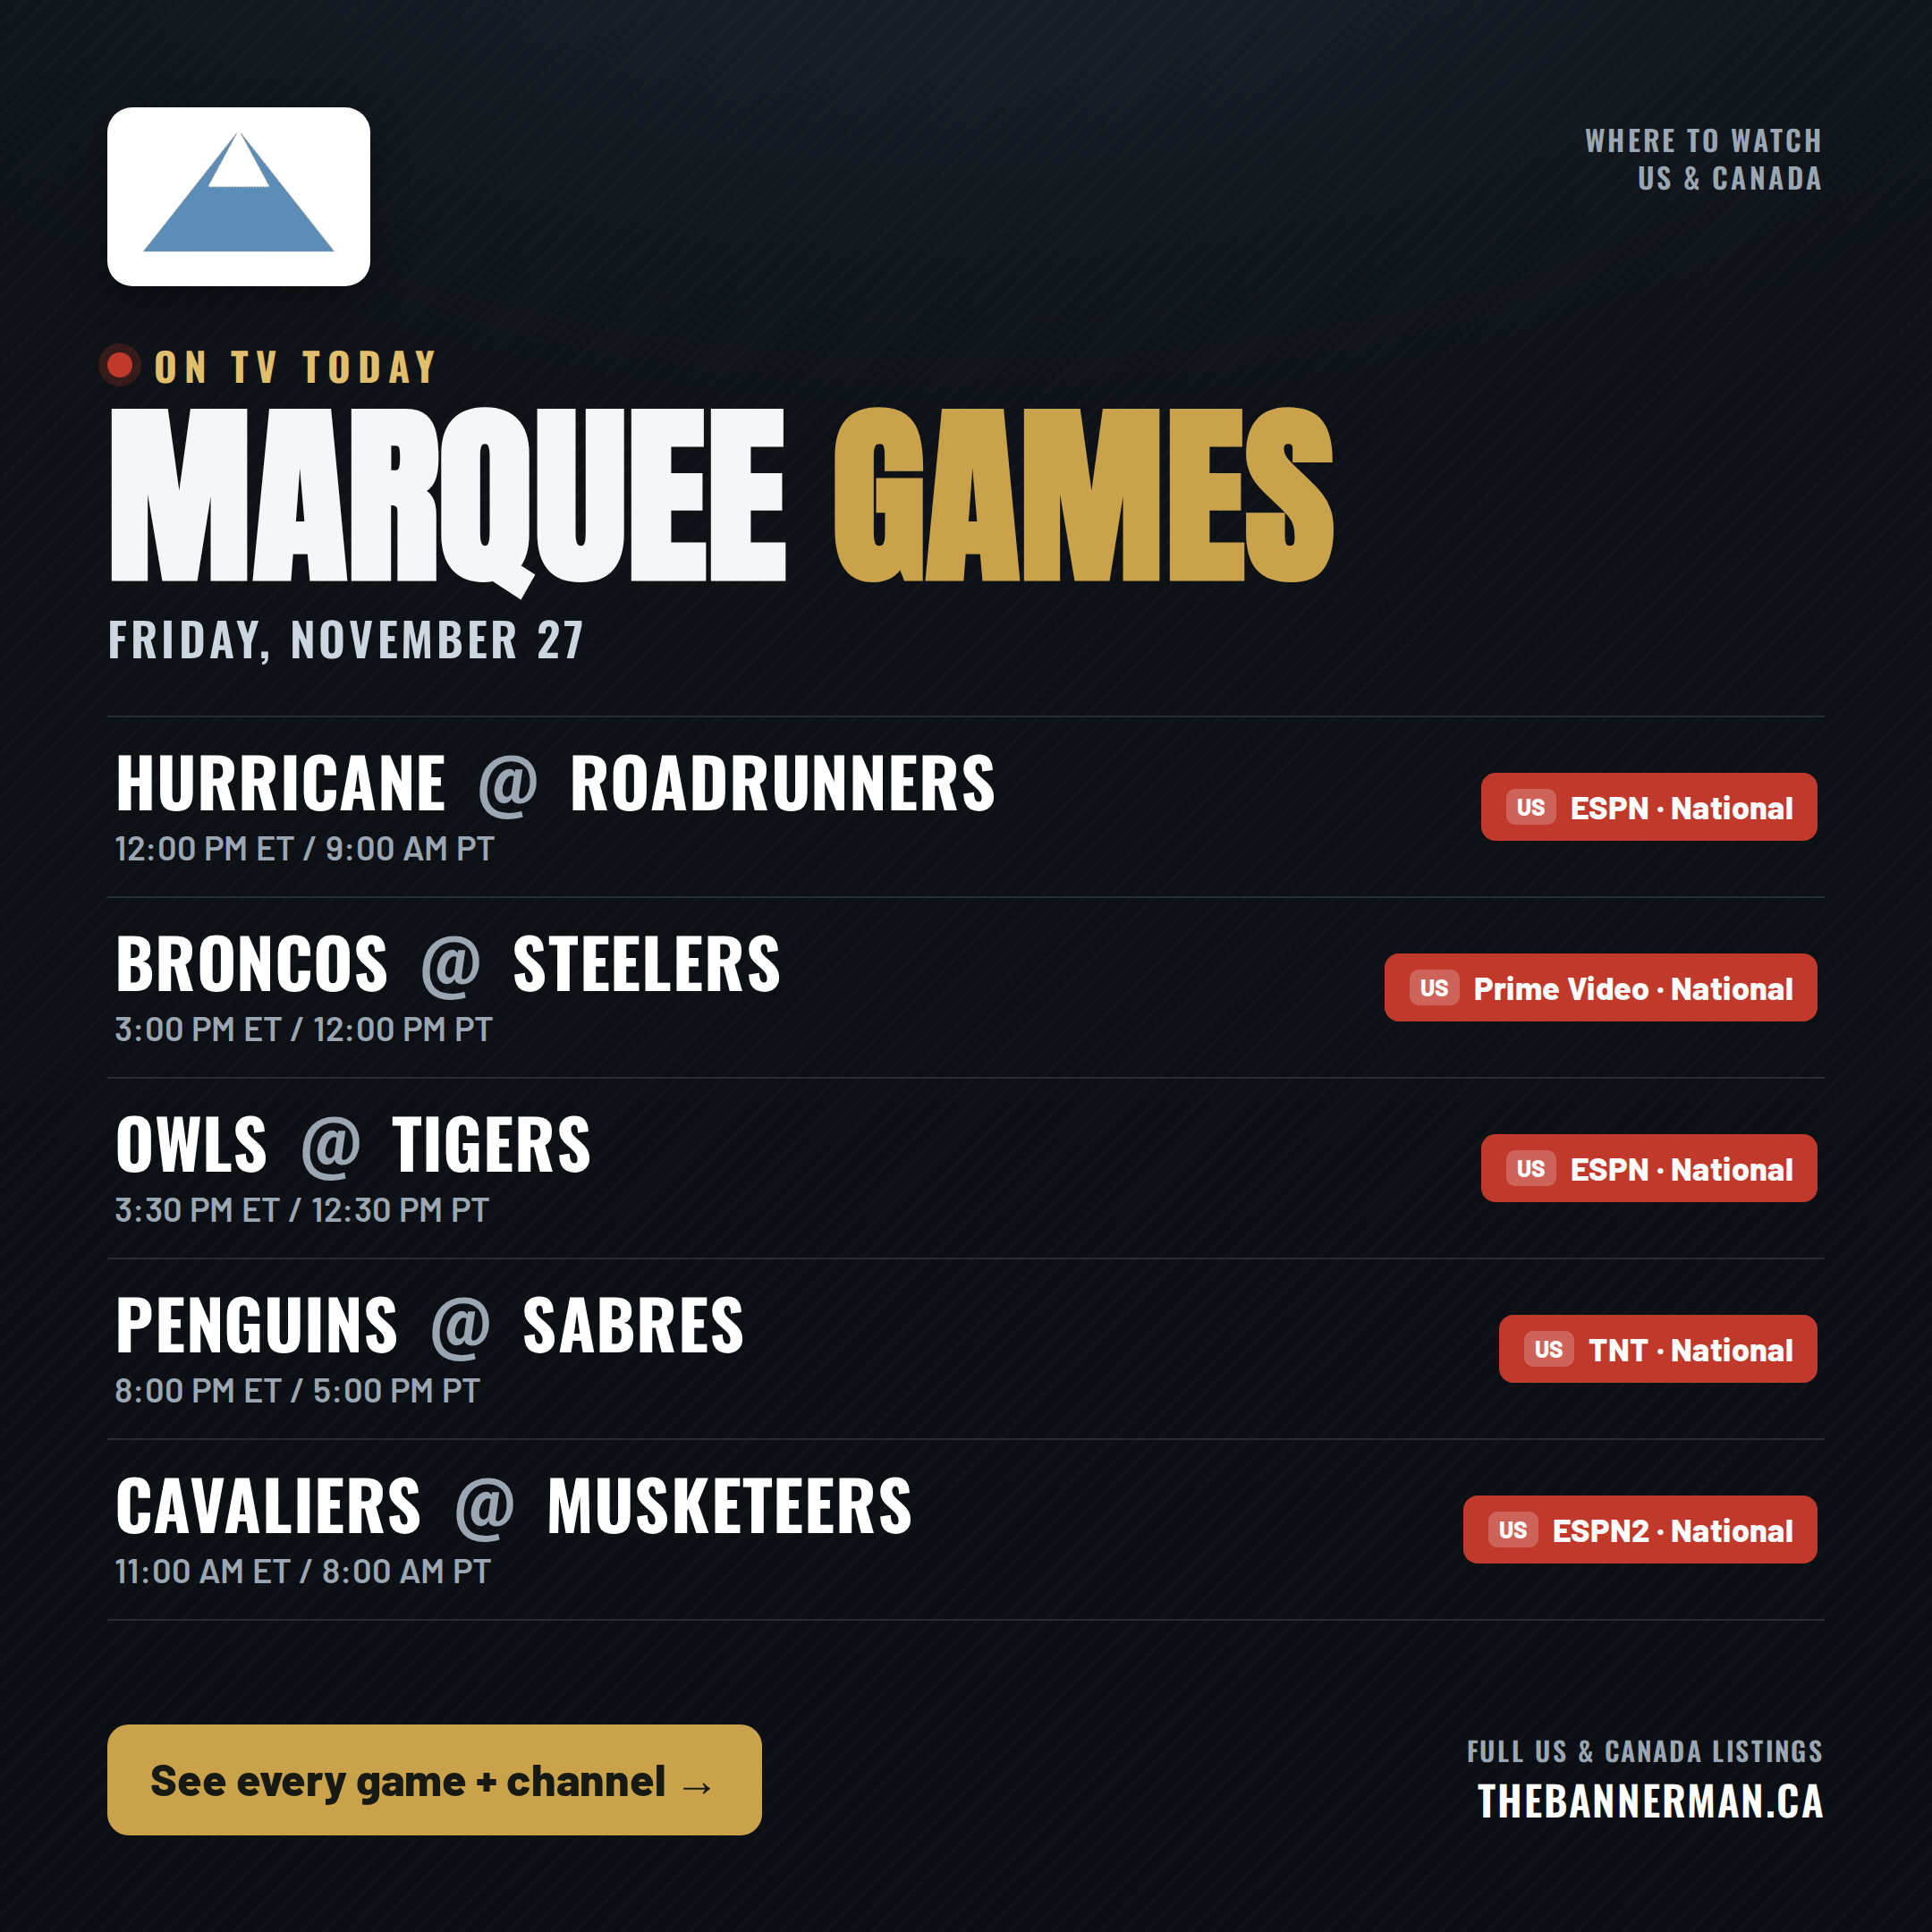 WHERE TO WATCH
US & CANADA
ON TV TODAY
MARQUEE GAMES
FRIDAY, NOVEMBER 27
HURRICANE @ ROADRUNNERS
12:00 PM ET / 9:00 AM PT
US ESPN · National
BRONCOS @ STEELERS
3:00 PM ET / 12:00 PM PT
US Prime Video · National
OWLS @ TIGERS
3:30 PM ET / 12:30 PM PT
US ESPN · National
PENGUINS @ SABRES
8:00 PM ET / 5:00 PM PT
US TNT · National
CAVALIERS @ MUSKETEERS
11:00 AM ET / 8:00 AM PT
US ESPN2 · National
See every game + channel →
FULL US & CANADA LISTINGS
THEBANNERMAN.CA